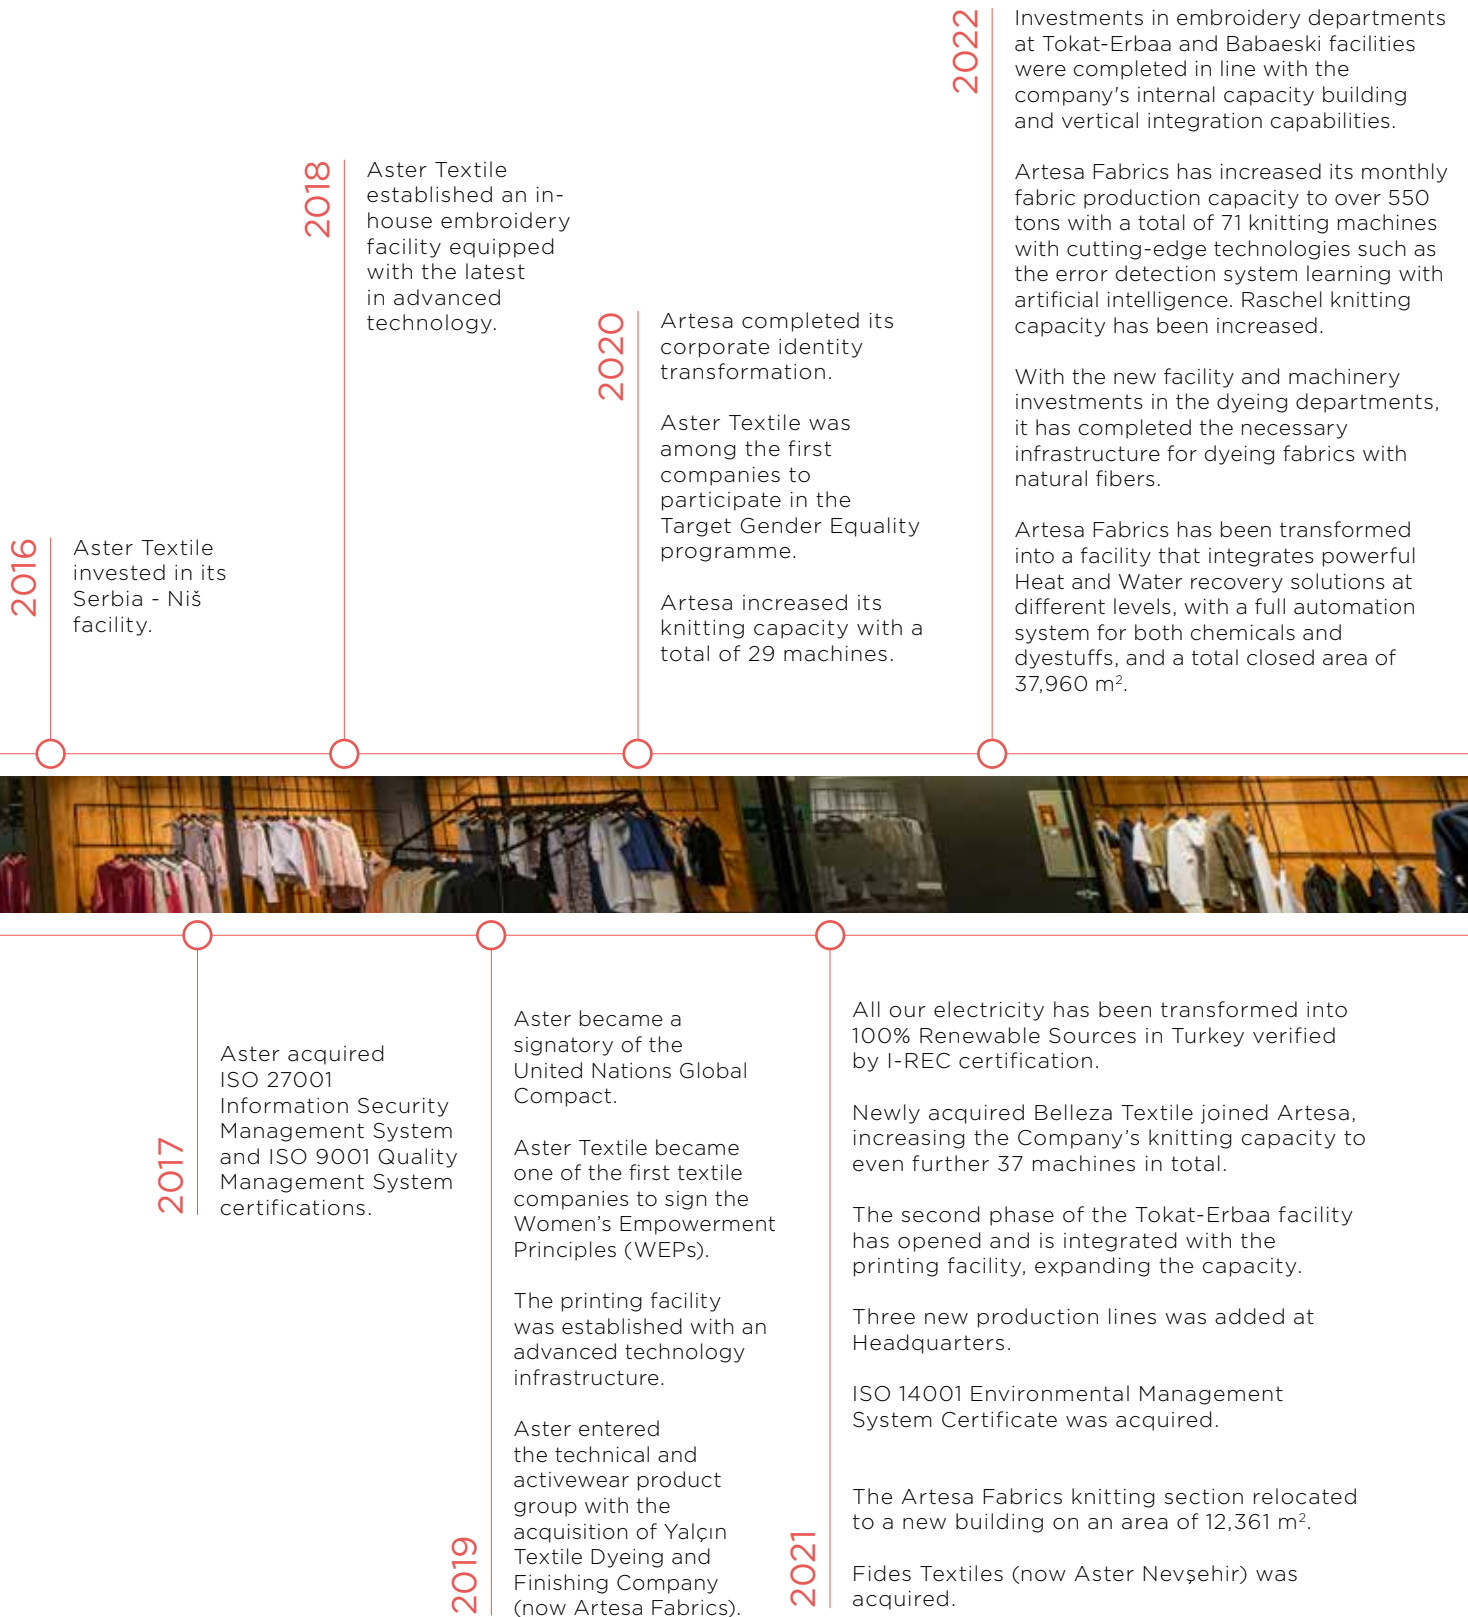 2016
Aster Textile
invested in its
Serbia - Niš
facility.
2018
Aster Textile
established an in-
house embroidery
facility equipped
with the latest
in advanced
technology.
2020
Artesa completed its
corporate identity
transformation.
Aster Textile was
among the first
companies to
participate in the
Target Gender Equality
programme.
Artesa increased its
knitting capacity with a
total of 29 machines.
2022
Investments in embroidery departments
at Tokat-Erbaa and Babaeski facilities
were completed in line with the
company's internal capacity building
and vertical integration capabilities.
Artesa Fabrics has increased its monthly
fabric production capacity to over 550
tons with a total of 71 knitting machines
with cutting-edge technologies such as
the error detection system learning with
artificial intelligence. Raschel knitting
capacity has been increased.
With the new facility and machinery
investments in the dyeing departments,
it has completed the necessary
infrastructure for dyeing fabrics with
natural fibers.
Artesa Fabrics has been transformed
into a facility that integrates powerful
Heat and Water recovery solutions at
different levels, with a full automation
system for both chemicals and
dyestuffs, and a total closed area of
37,960 m².
2017
Aster acquired
ISO 27001
Information Security
Management System
and ISO 9001 Quality
Management System
certifications.
2019
Aster became a
signatory of the
United Nations Global
Compact.
Aster Textile became
one of the first textile
companies to sign the
Women’s Empowerment
Principles (WEPs).
The printing facility
was established with an
advanced technology
infrastructure.
Aster entered
the technical and
activewear product
group with the
acquisition of Yalçın
Textile Dyeing and
Finishing Company
(now Artesa Fabrics).
2021
All our electricity has been transformed into
100% Renewable Sources in Turkey verified
by I-REC certification.
Newly acquired Belleza Textile joined Artesa,
increasing the Company’s knitting capacity to
even further 37 machines in total.
The second phase of the Tokat-Erbaa facility
has opened and is integrated with the
printing facility, expanding the capacity.
Three new production lines was added at
Headquarters.
ISO 14001 Environmental Management
System Certificate was acquired.
The Artesa Fabrics knitting section relocated
to a new building on an area of 12,361 m².
Fides Textiles (now Aster Nevşehir) was
acquired.